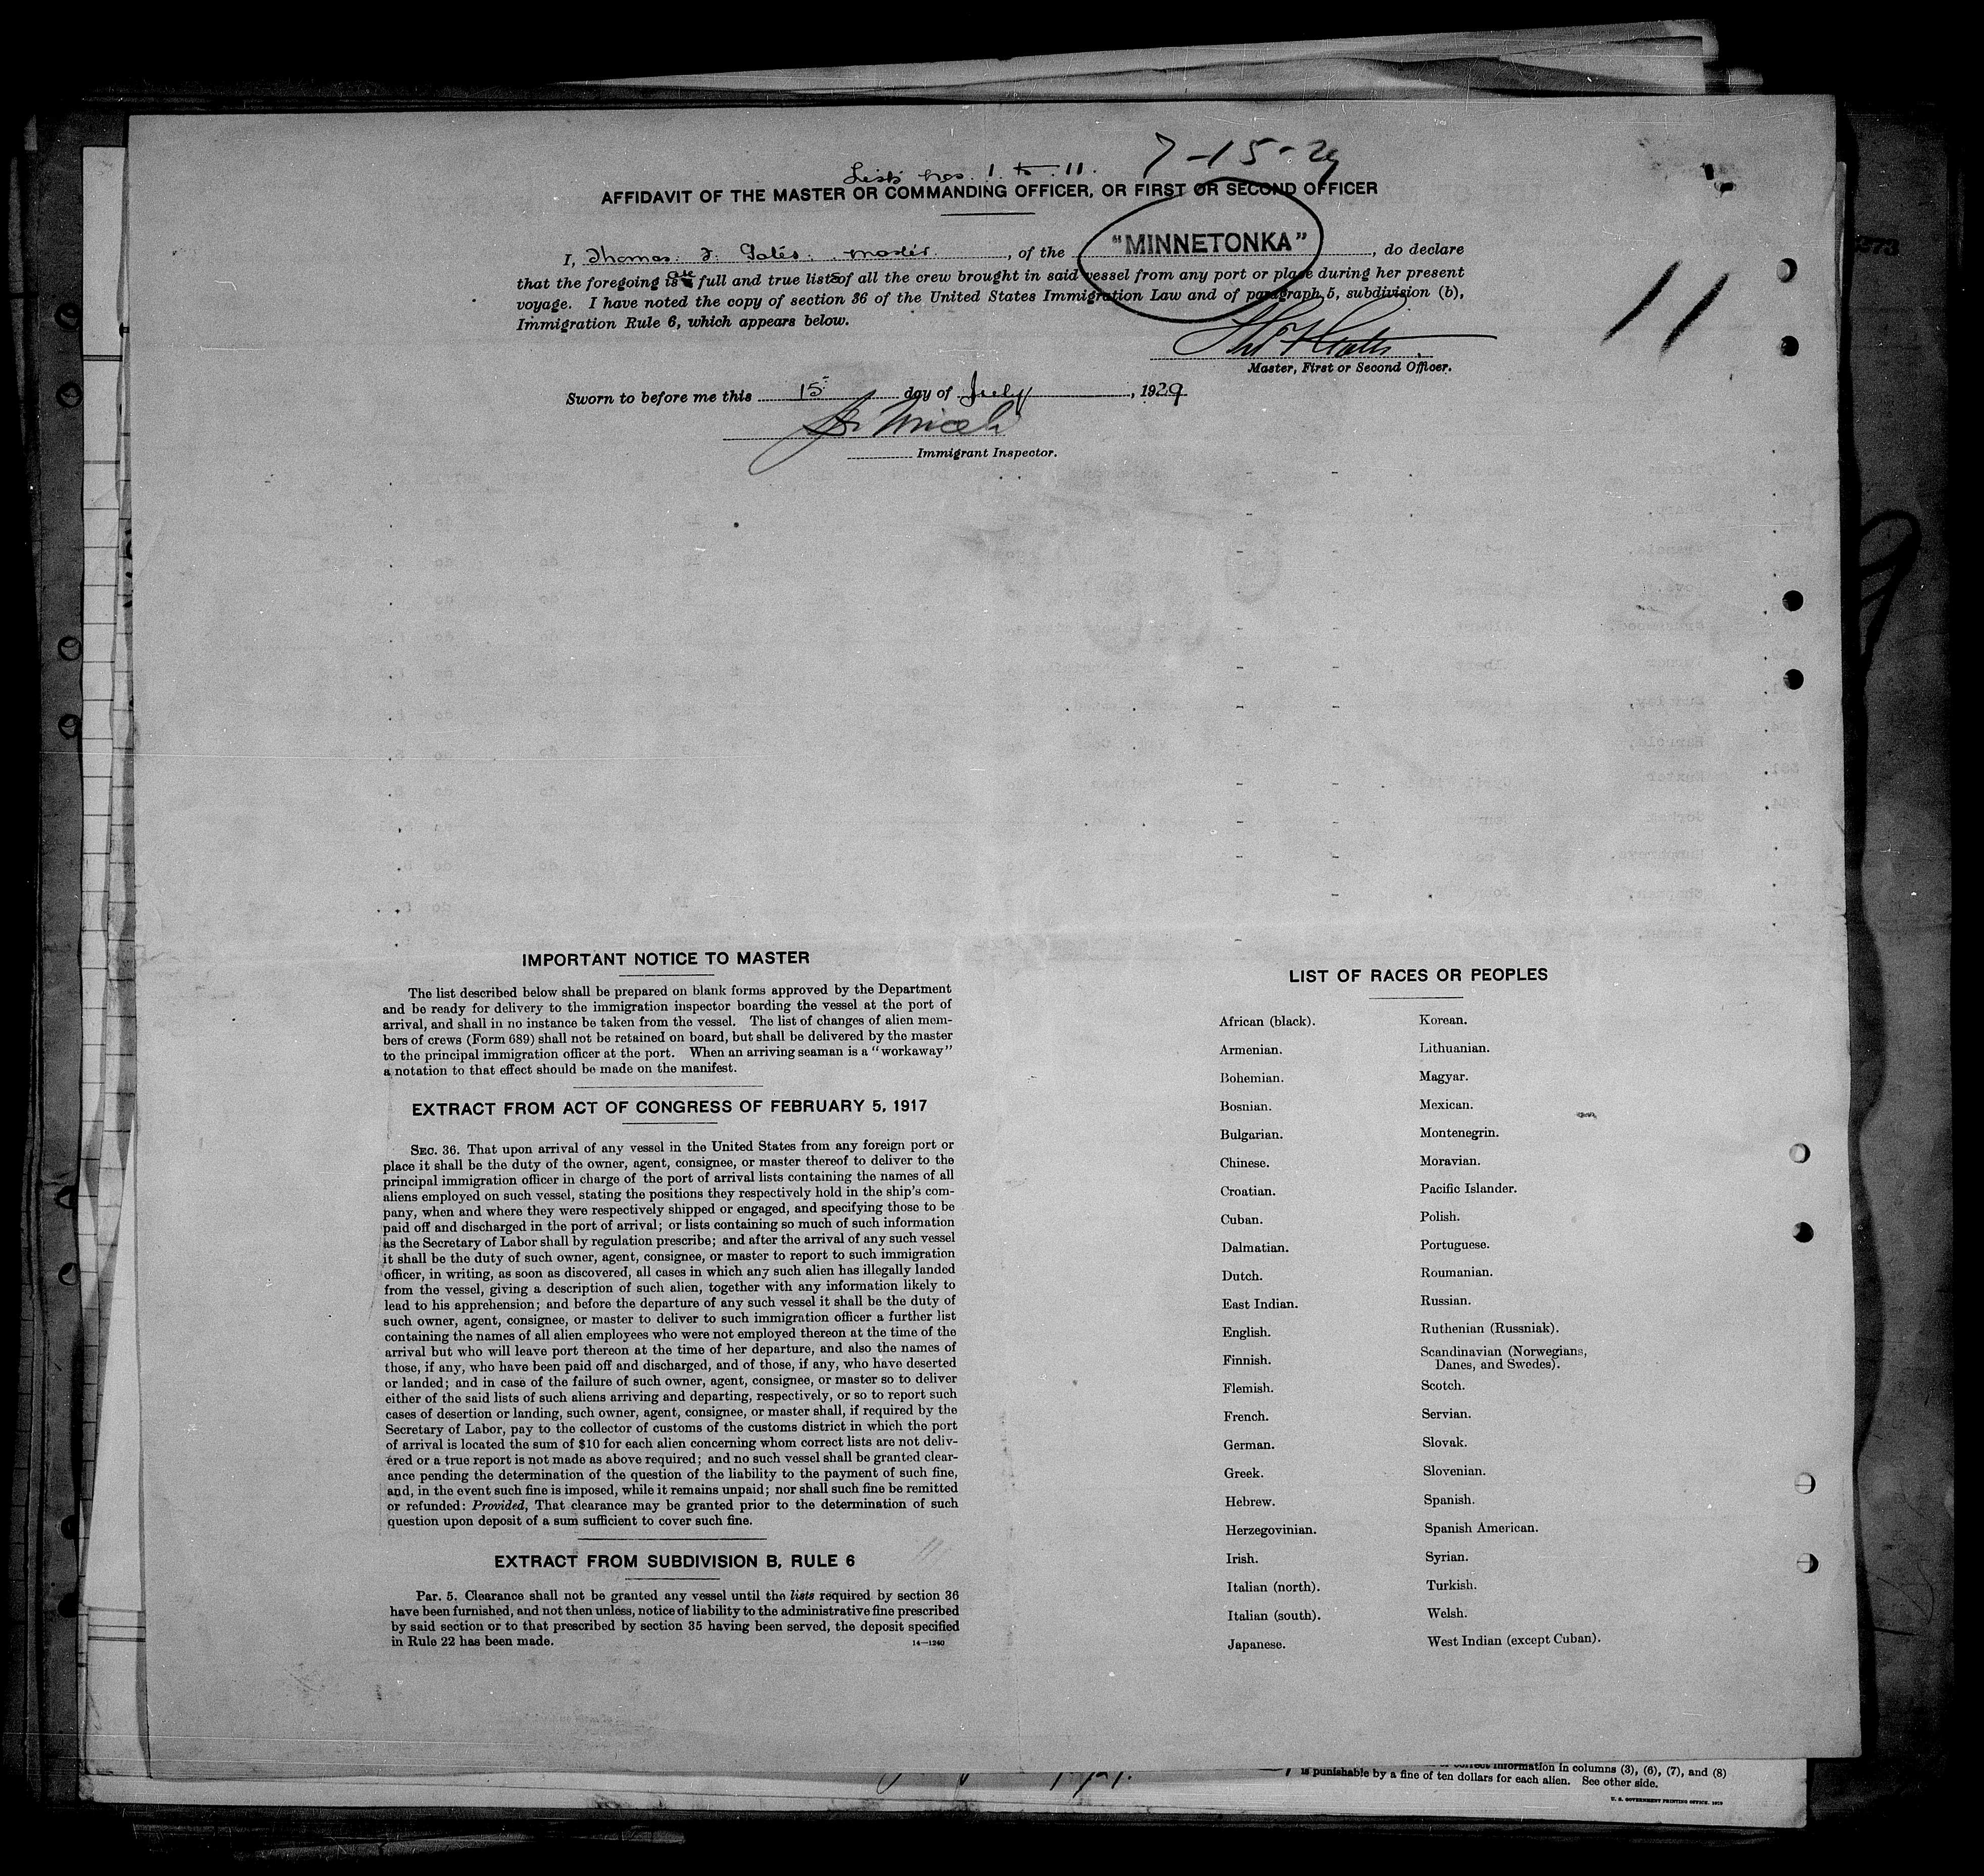 7-15-29
Lists nos. 1 to 11.
AFFIDAVIT OF THE MASTER OR COMMANDING OFFICER, OR FIRST OR SECOND OFFICER
I, Thomas F. Gates. master. , of the "MINNETONKA" , do declare
that the foregoing is are full and true lists of all the crew brought in said vessel from any port or place during her present
voyage. I have noted the copy of section 36 of the United States Immigration Law and of paragraph 5, subdivision (b),
Immigration Rule 6, which appears below.
11
Thos F Gates.
Master, First or Second Officer.
Sworn to before me this 15 day of July , 1929
Immigrant Inspector.
IMPORTANT NOTICE TO MASTER
The list described below shall be prepared on blank forms approved by the Department
and be ready for delivery to the immigration inspector boarding the vessel at the port of
arrival, and shall in no instance be taken from the vessel. The list of changes of alien mem-
bers of crews (Form 689) shall not be retained on board, but shall be delivered by the master
to the principal immigration officer at the port. When an arriving seaman is a "workaway"
a notation to that effect should be made on the manifest.
EXTRACT FROM ACT OF CONGRESS OF FEBRUARY 5, 1917
SEC. 36. That upon arrival of any vessel in the United States from any foreign port or
place it shall be the duty of the owner, agent, consignee, or master thereof to deliver to the
principal immigration officer in charge of the port of arrival lists containing the names of all
aliens employed on such vessel, stating the positions they respectively hold in the ship's com-
pany, when and where they were respectively shipped or engaged, and specifying those to be
paid off and discharged in the port of arrival; or lists containing so much of such information
as the Secretary of Labor shall by regulation prescribe; and after the arrival of any such vessel
it shall be the duty of such owner, agent, consignee, or master to report to such immigration
officer, in writing, as soon as discovered, all cases in which any such alien has illegally landed
from the vessel, giving a description of such alien, together with any information likely to
lead to his apprehension; and before the departure of any such vessel it shall be the duty of
such owner, agent, consignee, or master to deliver to such immigration officer a further list
containing the names of all alien employees who were not employed thereon at the time of the
arrival but who will leave port thereon at the time of her departure, and also the names of
those, if any, who have been paid off and discharged, and of those, if any, who have deserted
or landed; and in case of the failure of such owner, agent, consignee, or master so to deliver
either of the said lists of such aliens arriving and departing, respectively, or so to report such
cases of desertion or landing, such owner, agent, consignee, or master shall, if required by the
Secretary of Labor, pay to the collector of customs of the customs district in which the port
of arrival is located the sum of $10 for each alien concerning whom correct lists are not deliv-
ered or a true report is not made as above required; and no such vessel shall be granted clear-
ance pending the determination of the question of the liability to the payment of such fine,
and, in the event such fine is imposed, while it remains unpaid; nor shall such fine be remitted
or refunded: Provided, That clearance may be granted prior to the determination of such
question upon deposit of a sum sufficient to cover such fine.
EXTRACT FROM SUBDIVISION B, RULE 6
Par. 5. Clearance shall not be granted any vessel until the lists required by section 36
have been furnished, and not then unless, notice of liability to the administrative fine prescribed
by said section or to that prescribed by section 35 having been served, the deposit specified
in Rule 22 has been made.
14—1240
LIST OF RACES OR PEOPLES
African (black).
Armenian.
Bohemian.
Bosnian.
Bulgarian.
Chinese.
Croatian.
Cuban.
Dalmatian.
Dutch.
East Indian.
English.
Finnish.
Flemish.
French.
German.
Greek.
Hebrew.
Herzegovinian.
Irish.
Italian (north).
Italian (south).
Japanese.
Korean.
Lithuanian.
Magyar.
Mexican.
Montenegrin.
Moravian.
Pacific Islander.
Polish.
Portuguese.
Roumanian.
Russian.
Ruthenian (Russniak).
Scandinavian (Norwegians,
Danes, and Swedes).
Scotch.
Servian.
Slovak.
Slovenian.
Spanish.
Spanish American.
Syrian.
Turkish.
Welsh.
West Indian (except Cuban).
correct information in columns (3), (6), (7), and (8)
is punishable by a fine of ten dollars for each alien. See other side.
U. S. GOVERNMENT PRINTING OFFICE.